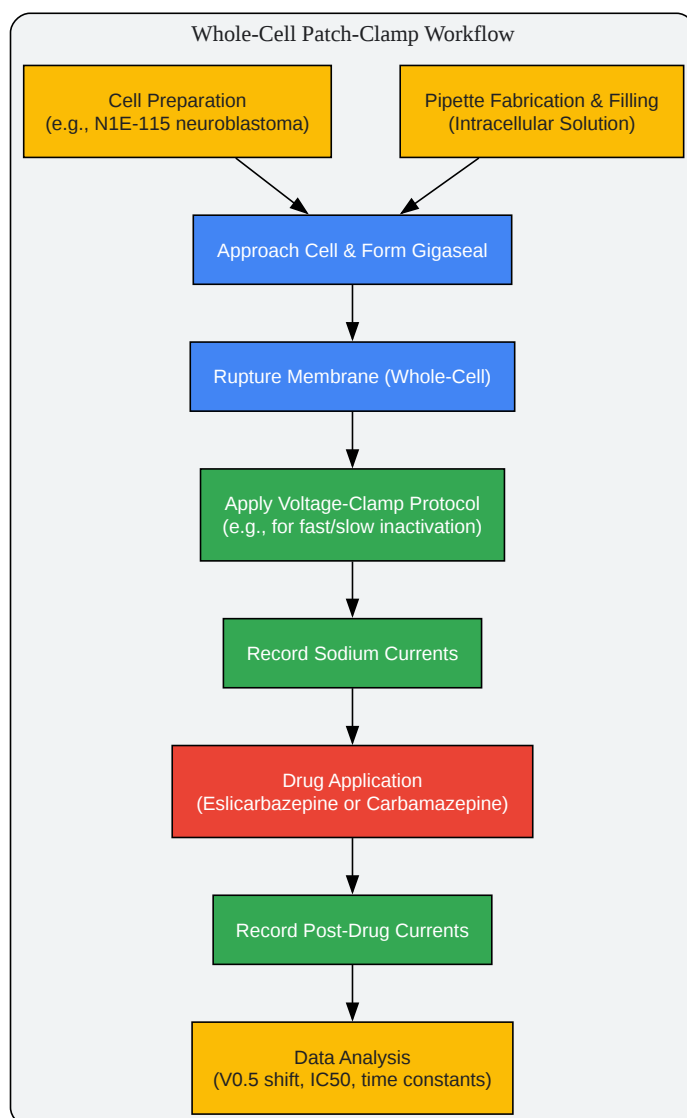 Whole-Cell Patch-Clamp Workflow
Cell Preparation
(e.g., N1E-115 neuroblastoma)
Pipette Fabrication & Filling
(Intracellular Solution)
Approach Cell & Form Gigaseal
Rupture Membrane (Whole-Cell)
Apply Voltage-Clamp Protocol
(e.g., for fast/slow inactivation)
Record Sodium Currents
Drug Application
(Eslicarbazepine or Carbamazepine)
Record Post-Drug Currents
Data Analysis
(V0.5 shift, IC50, time constants)